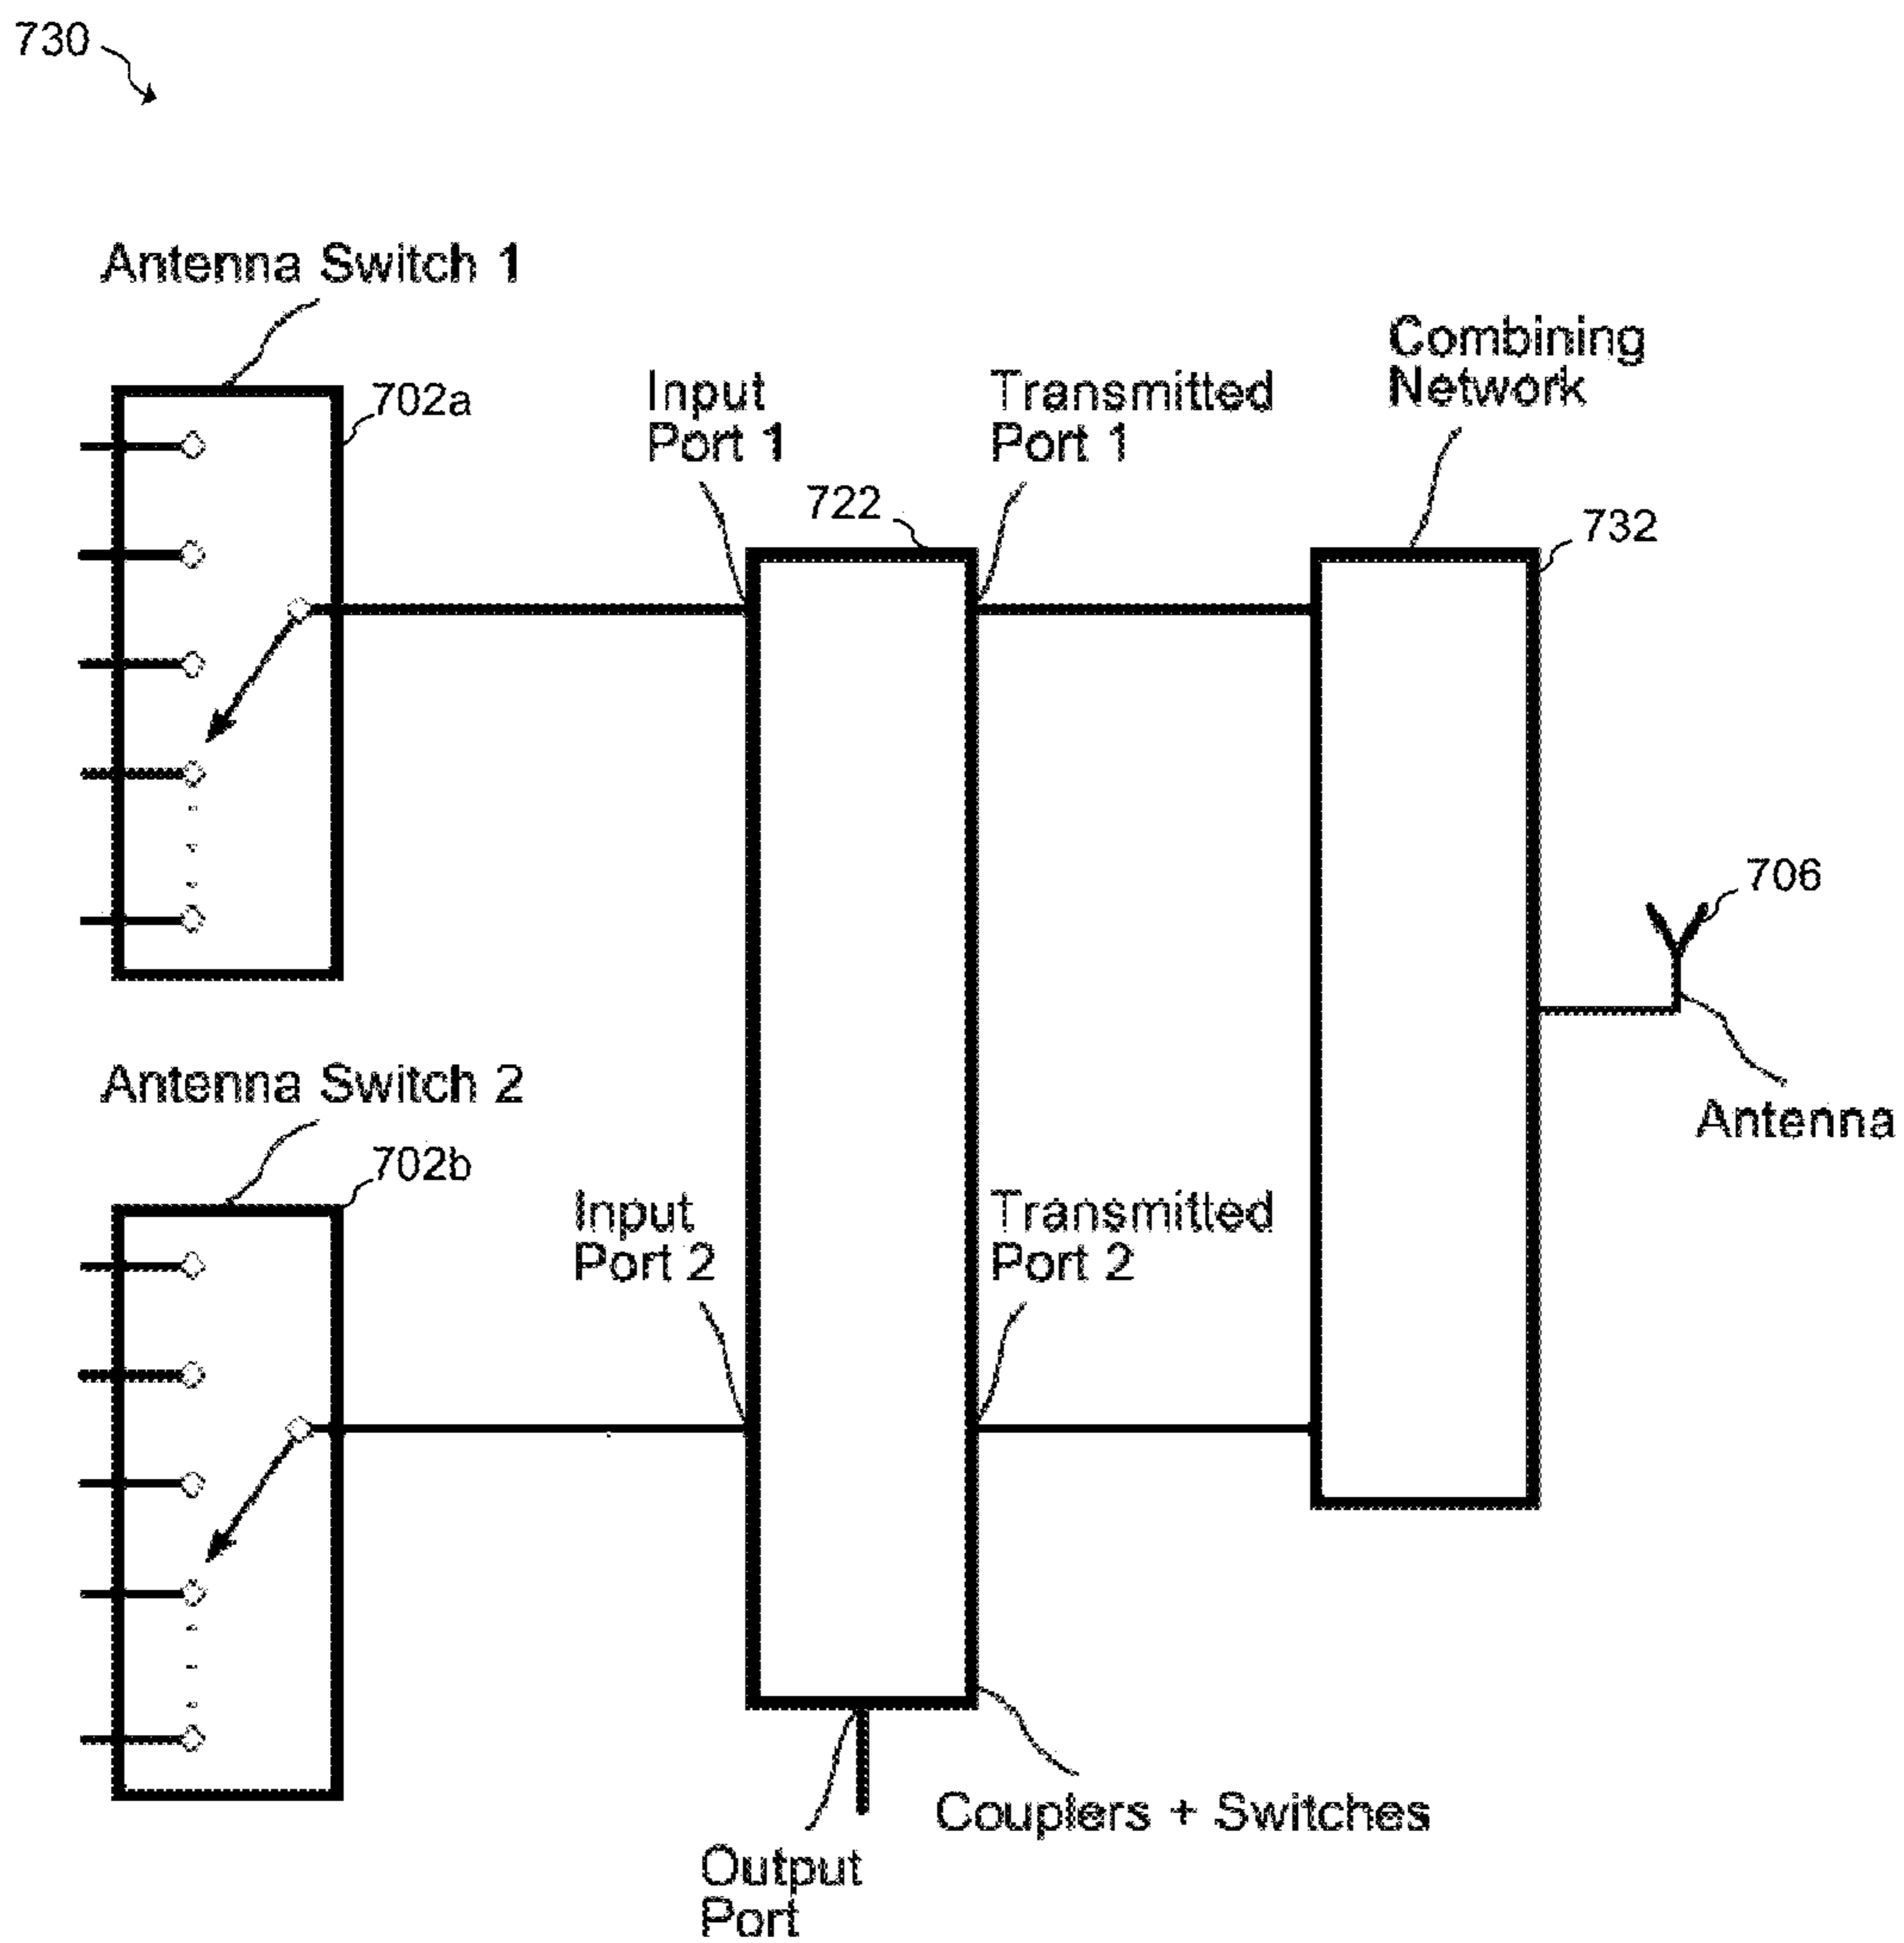 730
Antenna Switch 1
702a
Input
Port 1
Transmitted
Port 1
Combining
Network
722
732
706
Antenna
Antenna Switch 2
702b
Input
Port 2
Transmitted
Port 2
Couplers + Switches
Output
Port